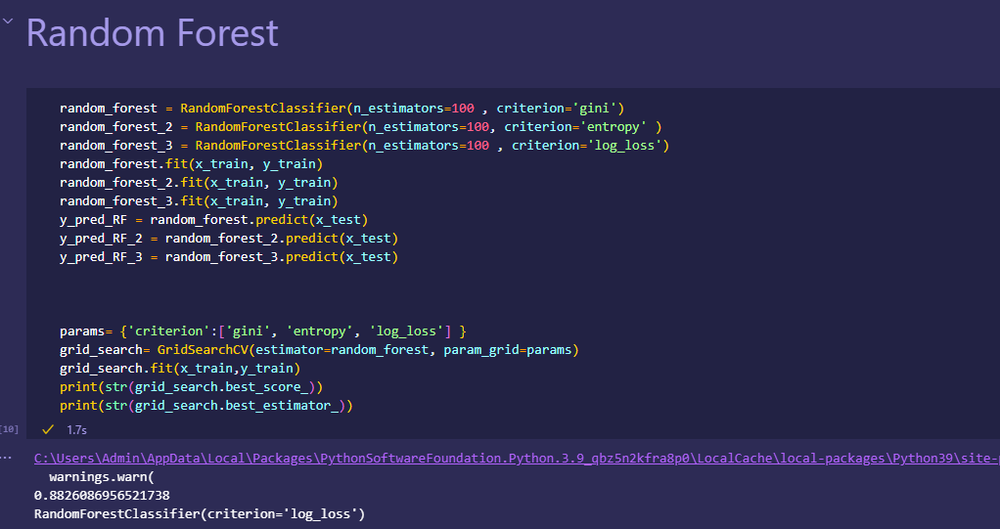 Random Forest
random_forest = RandomForestClassifier(n_estimators=100 , criterion='gini')
random_forest_2 = RandomForestClassifier(n_estimators=100, criterion='entropy' )
random_forest_3 = RandomForestClassifier(n_estimators=100 , criterion='log_loss')
random_forest.fit(x_train, y_train)
random_forest_2.fit(x_train, y_train)
random_forest_3.fit(x_train, y_train)
y_pred_RF = random_forest.predict(x_test)
y_pred_RF_2 = random_forest_2.predict(x_test)
y_pred_RF_3 = random_forest_3.predict(x_test)
params= {'criterion':['gini', 'entropy', 'log_loss'] }
grid_search= GridSearchCV(estimator=random_forest, param_grid=params)
grid_search.fit(x_train,y_train)
print(str(grid_search.best_score_))
print(str(grid_search.best_estimator_))
[10] ✓ 1.7s
... C:\Users\Admin\AppData\Local\Packages\PythonSoftwareFoundation.Python.3.9_qbz5n2kfra8p0\LocalCache\local-packages\Python39\site-
warnings.warn(
0.8826086956521738
RandomForestClassifier(criterion='log_loss')